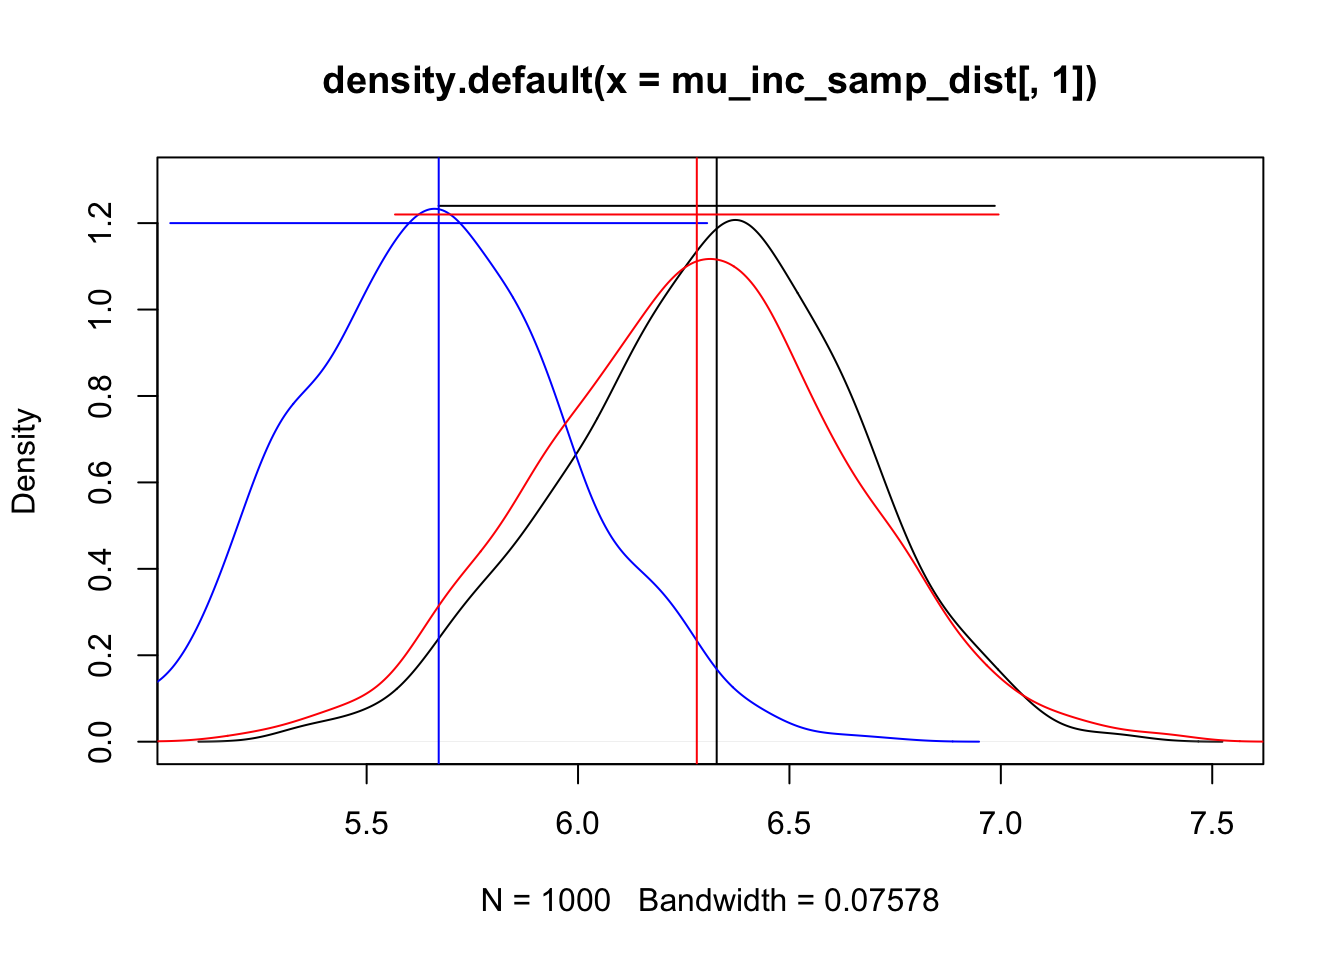 density.default(x = mu_inc_samp_dist[, 1])
Density
1.2
1.0
0.8
0.6
0.4
0.2
0.0
5.5 6.0 6.5 7.0 7.5
N = 1000 Bandwidth = 0.07578